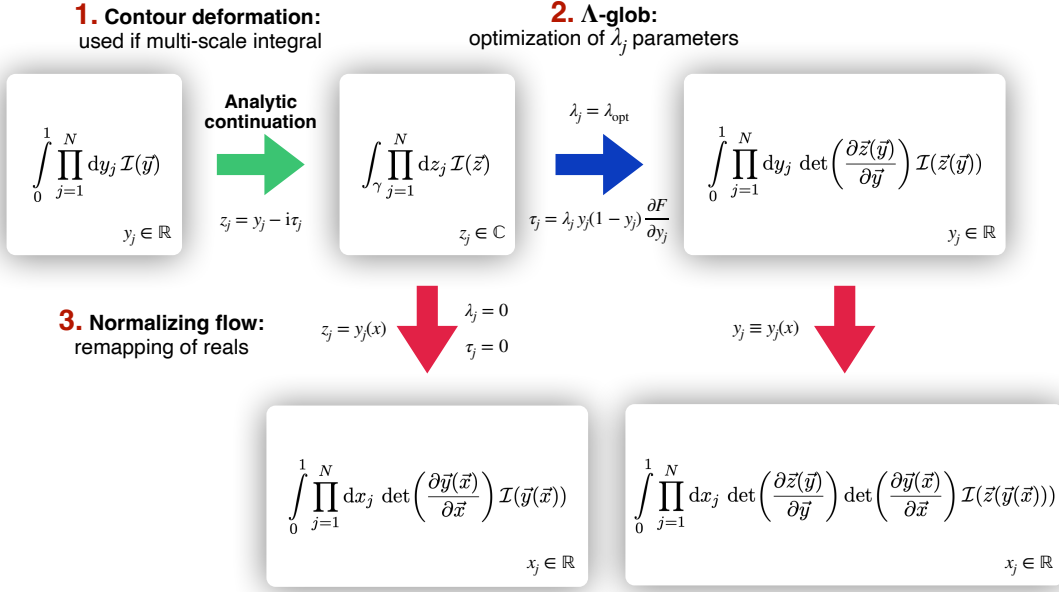 1. Contour deformation:
used if multi-scale integral
2. Λ-glob:
optimization of λ_j parameters
∫_0^1 ∏_{j=1}^N dy_j I(y⃗)
y_j ∈ ℝ
Analytic
continuation
z_j = y_j − iτ_j
∫_γ ∏_{j=1}^N dz_j I(z⃗)
z_j ∈ ℂ
λ_j = λ_opt
τ_j = λ_j y_j(1 − y_j) ∂F/∂y_j
∫_0^1 ∏_{j=1}^N dy_j det(∂z⃗(y⃗)/∂y⃗) I(z⃗(y⃗))
y_j ∈ ℝ
3. Normalizing flow:
remapping of reals
z_j = y_j(x)
λ_j = 0
τ_j = 0
y_j ≡ y_j(x)
∫_0^1 ∏_{j=1}^N dx_j det(∂y⃗(x⃗)/∂x⃗) I(y⃗(x⃗))
x_j ∈ ℝ
∫_0^1 ∏_{j=1}^N dx_j det(∂z⃗(y⃗)/∂y⃗) det(∂y⃗(x⃗)/∂x⃗) I(z⃗(y⃗(x⃗)))
x_j ∈ ℝ